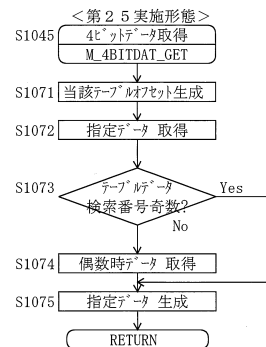 ＜第２５実施形態＞
S1045
4ﾋﾞｯﾄデータ取得
M_4BITDAT_GET
S1071
当該テーブルオフセット生成
S1072
指定データ 取得
S1073
テーブルデータ
検索番号奇数?
Yes
No
S1074
偶数時データ 取得
S1075
指定データ 生成
RETURN